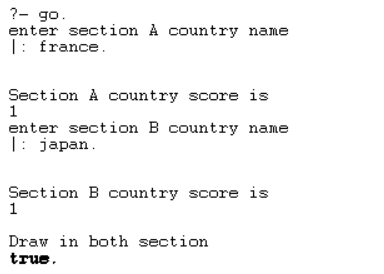 ?- go.
enter section A country name
|: france.
Section A country score is
1
enter section B country name
|: japan.
Section B country score is
1
Draw in both section
true.